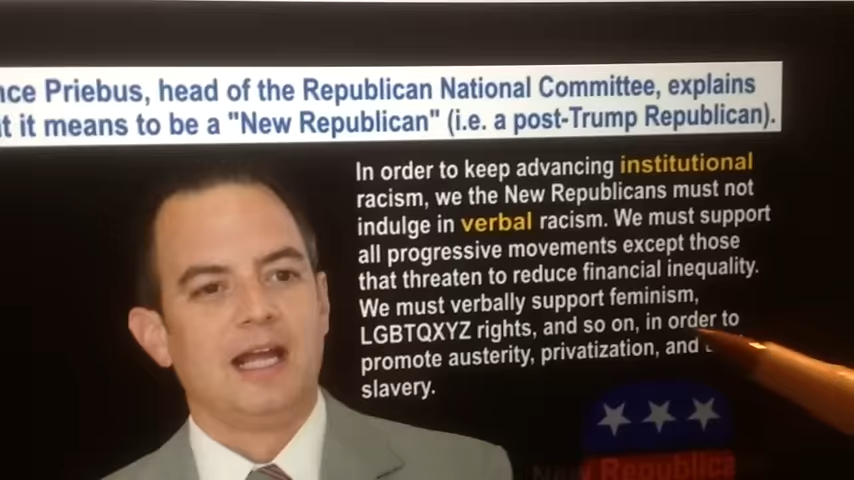 nce Priebus, head of the Republican National Committee, explains
t it means to be a "New Republican" (i.e. a post-Trump Republican).
In order to keep advancing institutional
racism, we the New Republicans must not
indulge in verbal racism. We must support
all progressive movements except those
that threaten to reduce financial inequality.
We must verbally support feminism,
LGBTQXYZ rights, and so on, in order to
promote austerity, privatization, and
slavery.
New Republica